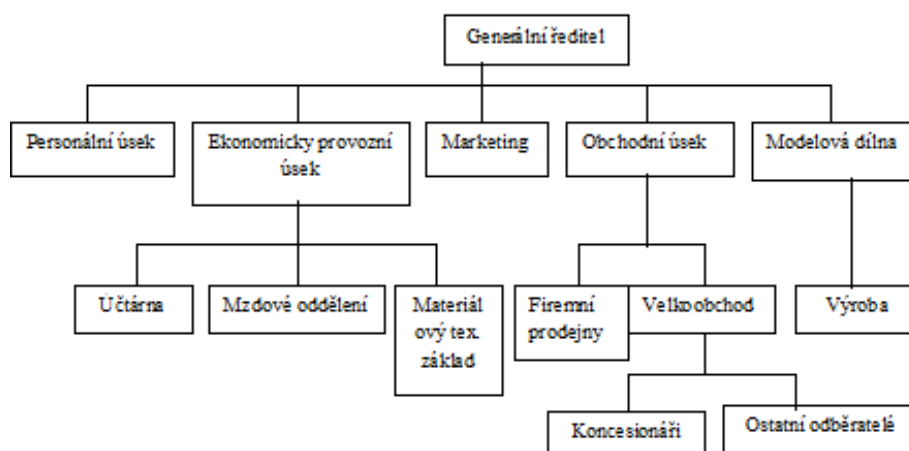 Generální ředitel
Personální úsek
Ekonomicky provozní
úsek
Marketing
Obchodní úsek
Modelová dílna
Účtárna
Mzdové oddělení
Materiál
ový tex.
základ
Firemní
prodejny
Velkoobchod
Výroba
Koncesionáři
Ostatní odběratelé